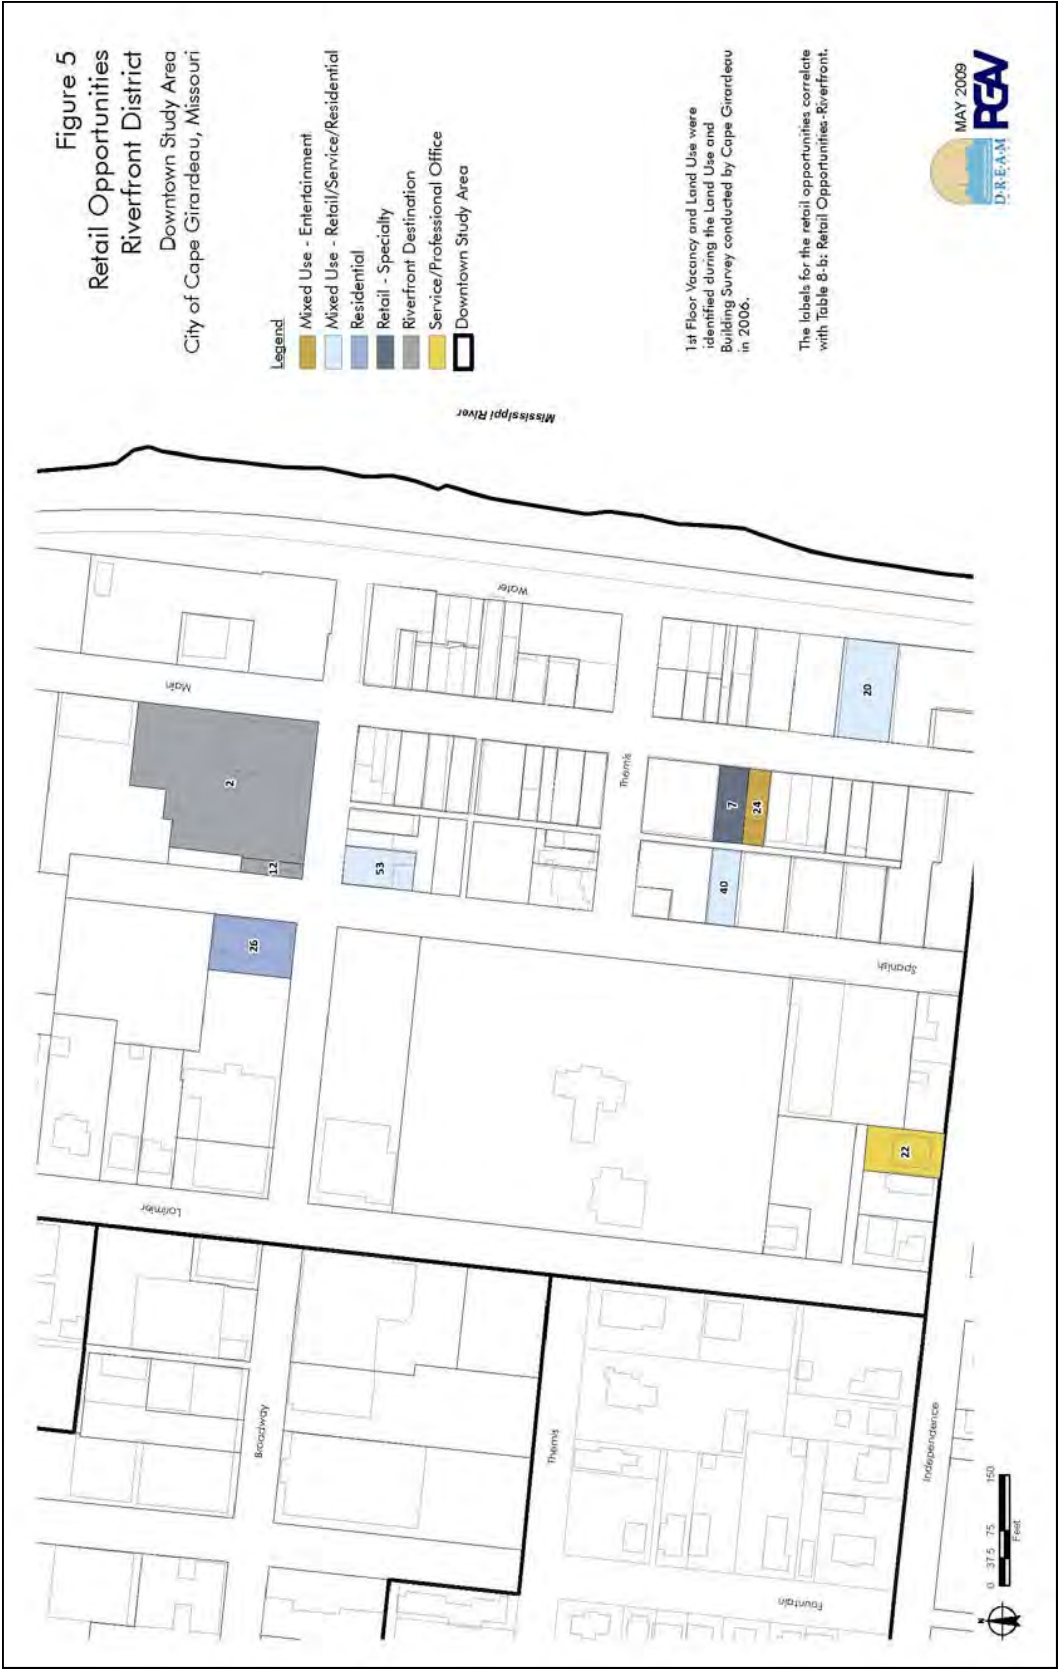 Figure 5
Retail Opportunities
Riverfront District
Downtown Study Area
City of Cape Girardeau, Missouri
Legend
Mixed Use - Entertainment
Mixed Use - Retail/Service/Residential
Residential
Retail - Specialty
Riverfront Destination
Service/Professional Office
Downtown Study Area
1st Floor Vacancy and Land Use were
identified during the Land Use and
Building Survey conducted by Cape Girardeau
in 2006.
The labels for the retail opportunities correlate
with Table 8-b: Retail Opportunities-Riverfront.
MAY 2009
D·R·E·A·M
PGAV
Mississippi River
Water
Main
2
12
53
26
Themis
7
24
40
20
Spanish
22
Lorimier
Broadway
Themis
Independence
Fountain
N
0 37.5 75 150
Feet